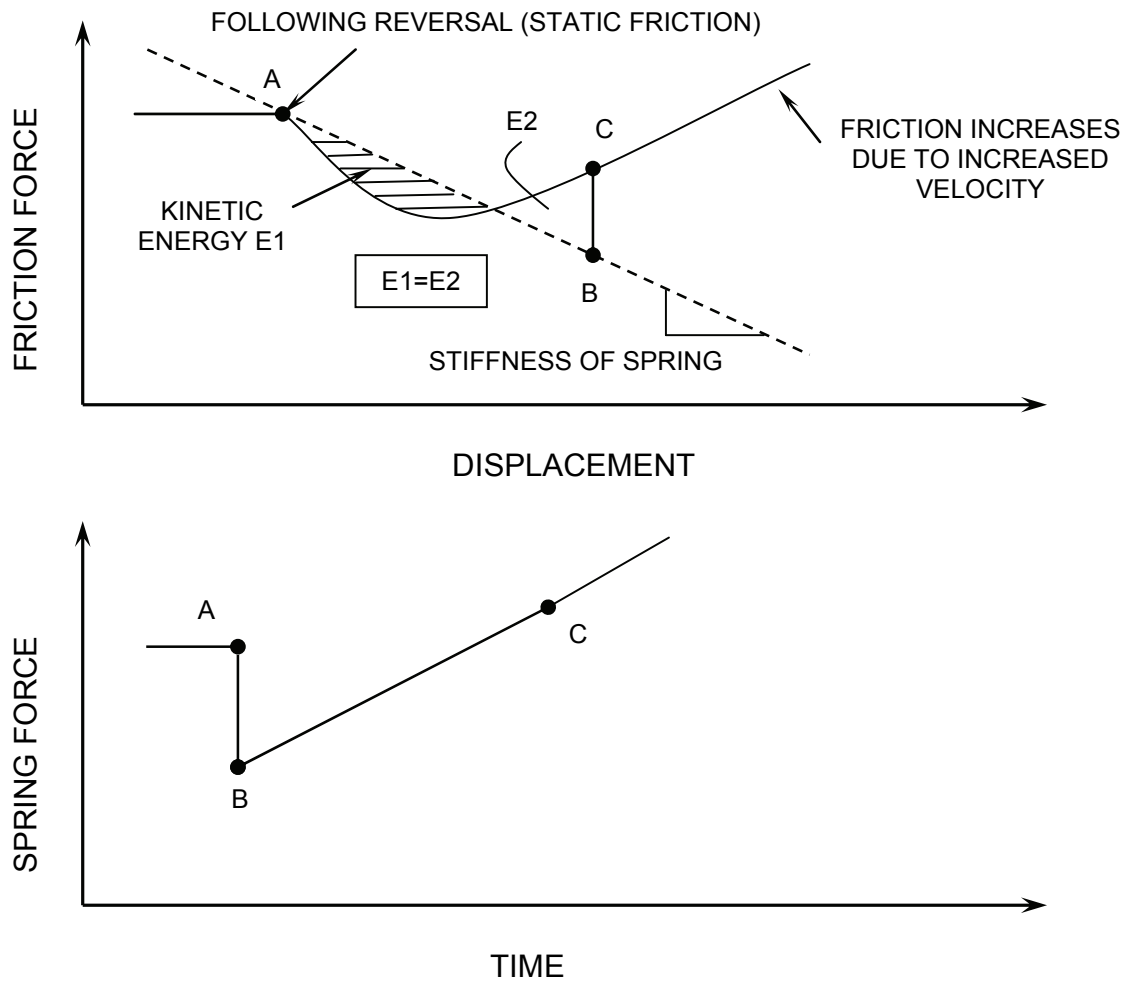 FOLLOWING REVERSAL (STATIC FRICTION)
A
E2
C
FRICTION INCREASES
DUE TO INCREASED
VELOCITY
KINETIC
ENERGY E1
E1=E2
B
STIFFNESS OF SPRING
FRICTION FORCE
DISPLACEMENT
A
C
B
SPRING FORCE
TIME